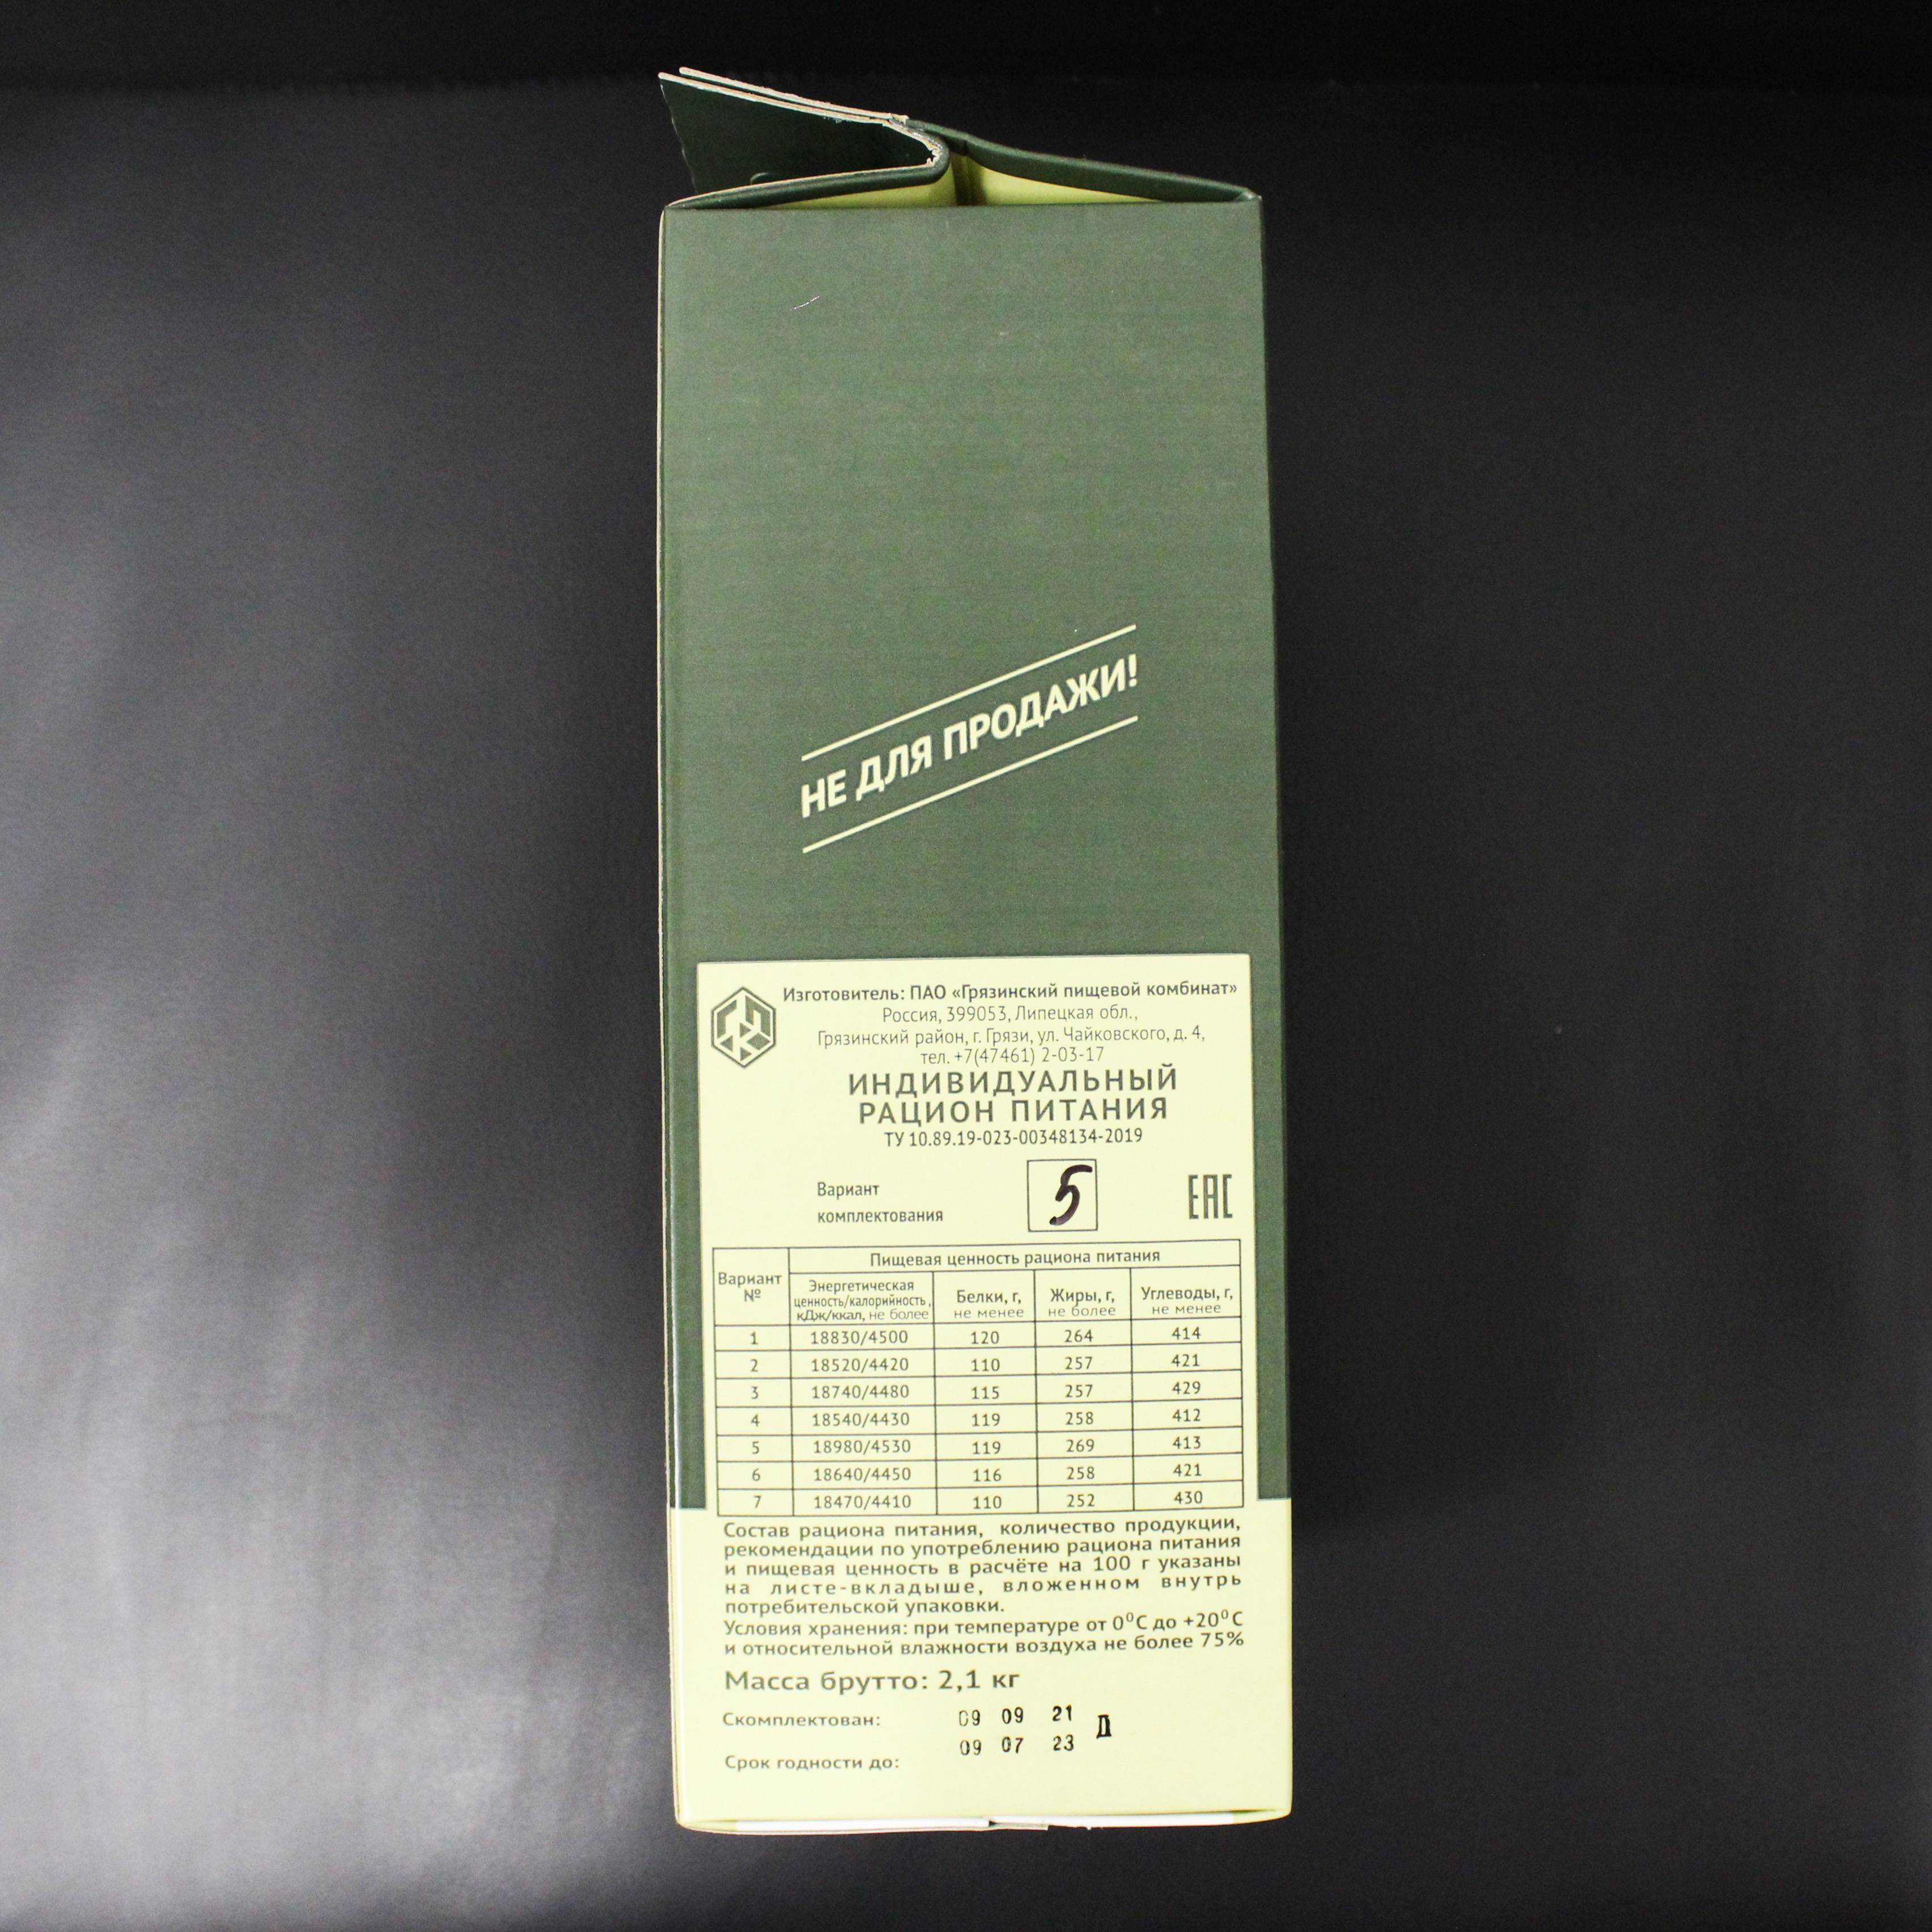 НЕ ДЛЯ ПРОДАЖИ!
Изготовитель: ПАО «Грязинский пищевой комбинат»
Россия, 399053, Липецкая обл.,
Грязинский район, г. Грязи, ул. Чайковского, д. 4,
тел. +7(47461) 2-03-17
ИНДИВИДУАЛЬНЫЙ
РАЦИОН ПИТАНИЯ
ТУ 10.89.19-023-00348134-2019
Вариант
комплектования
5
ЕАС
Вариант №
Пищевая ценность рациона питания
Энергетическая ценность/калорийность, кДж/ккал, не более
Белки, г, не менее
Жиры, г, не более
Углеводы, г, не менее
1 18830/4500 120 264 414
2 18520/4420 110 257 421
3 18740/4480 115 257 429
4 18540/4430 119 258 412
5 18980/4530 119 269 413
6 18640/4450 116 258 421
7 18470/4410 110 252 430
Состав рациона питания, количество продукции,
рекомендации по употреблению рациона питания
и пищевая ценность в расчёте на 100 г указаны
на листе-вкладыше, вложенном внутрь
потребительской упаковки.
Условия хранения: при температуре от 0⁰С до +20⁰С
и относительной влажности воздуха не более 75%
Масса брутто: 2,1 кг
Скомплектован: 09 09 21 Д
09 07 23
Срок годности до: